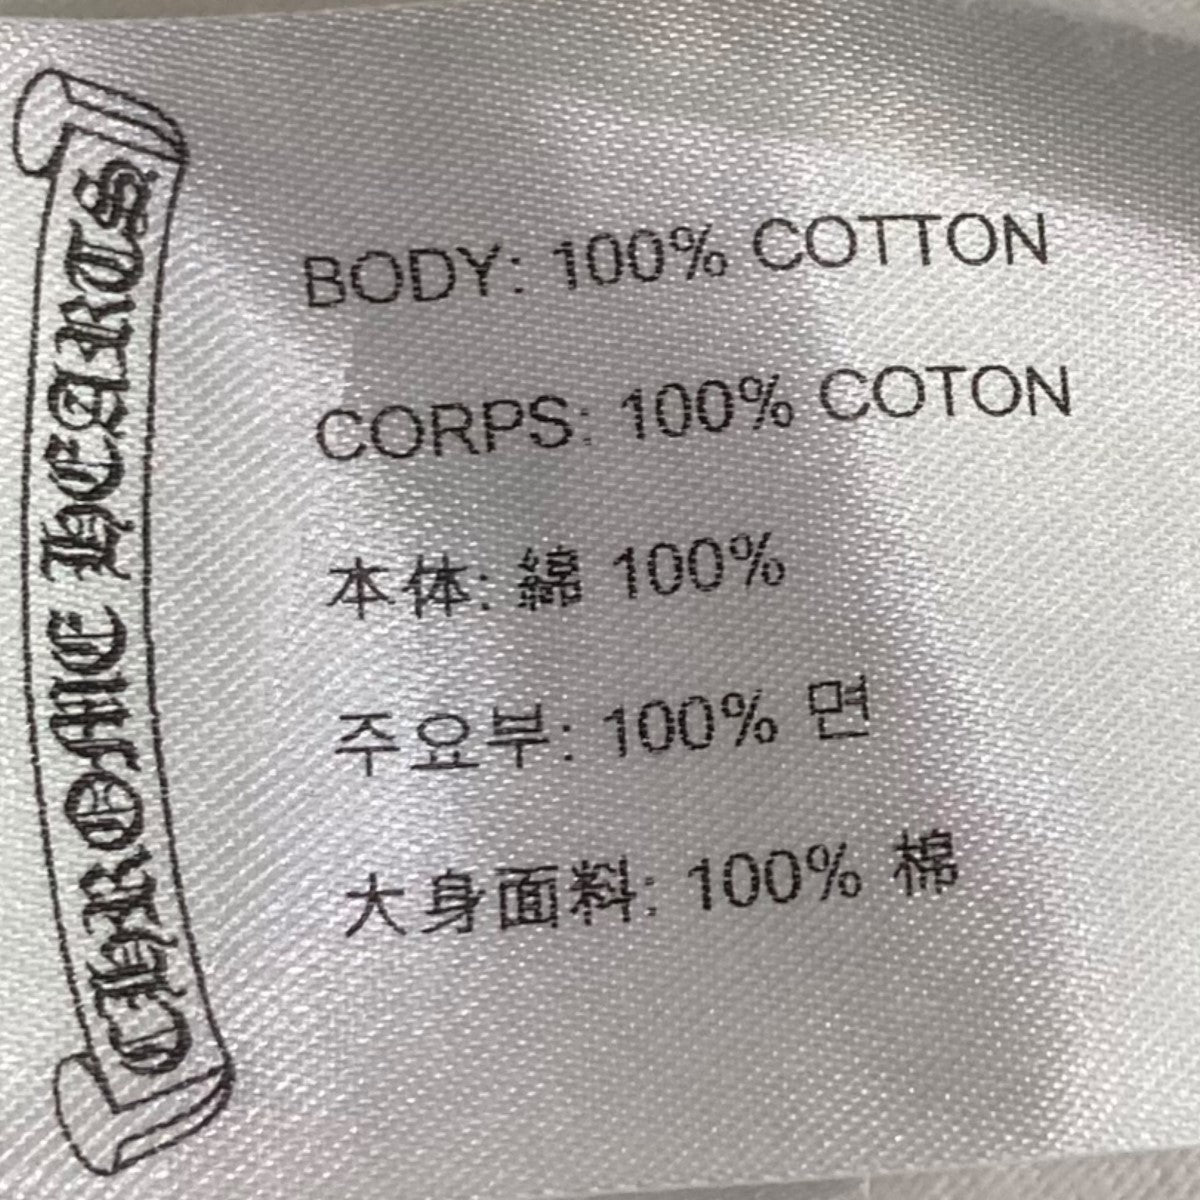 CHROME HEARTS
BODY: 100% COTTON
CORPS: 100% COTON
本体: 綿 100%
주요부: 100% 면
大身面料: 100% 棉